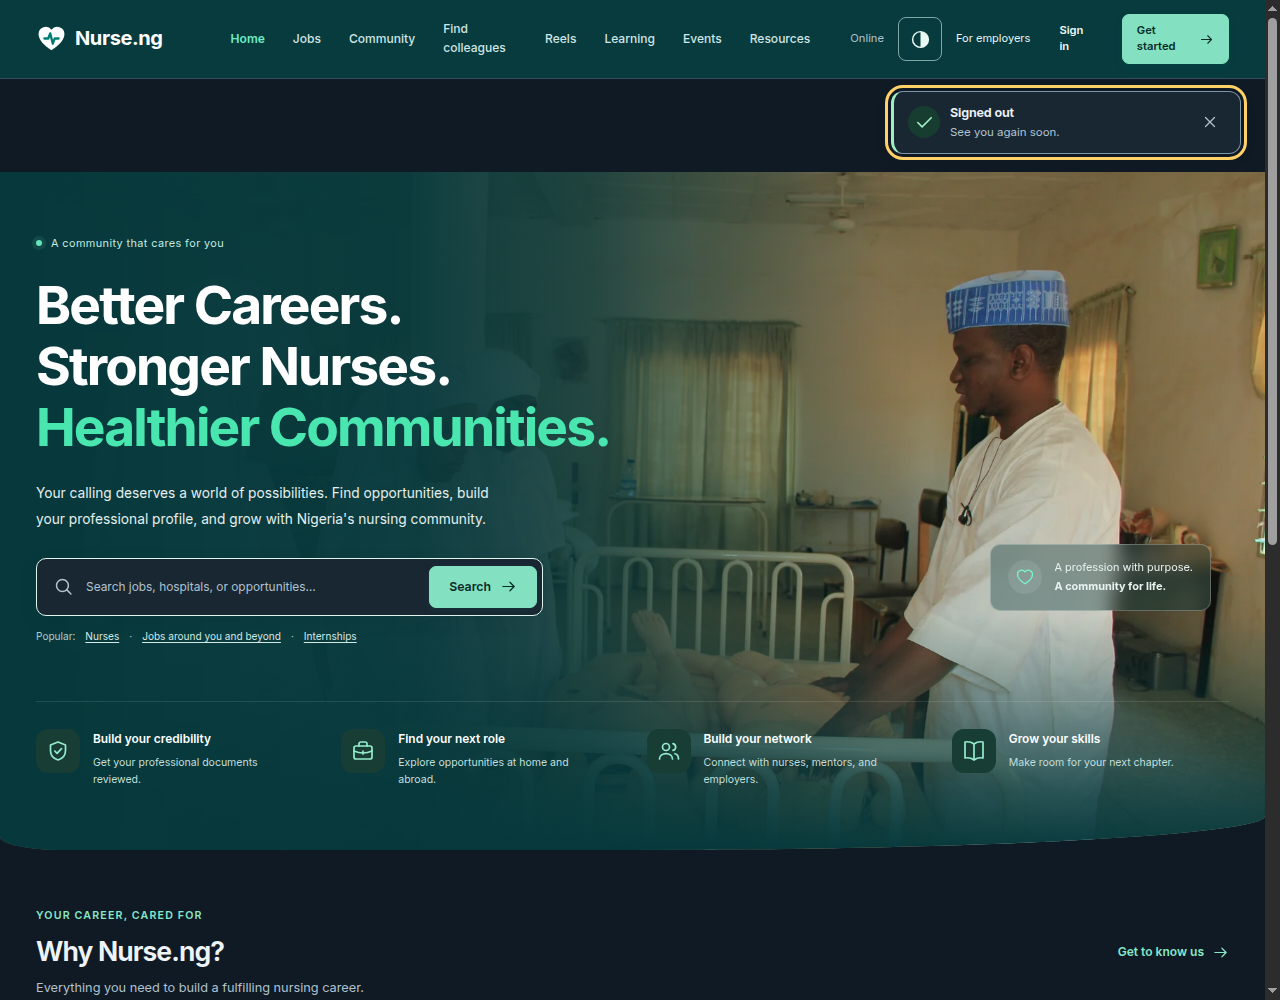 Nurse.ng
Home
Jobs
Community
Find
colleagues
Reels
Learning
Events
Resources
Online
For employers
Sign
in
Get
started
Signed out
See you again soon.
A community that cares for you
Better Careers.
Stronger Nurses.
Healthier Communities.
Your calling deserves a world of possibilities. Find opportunities, build
your professional profile, and grow with Nigeria's nursing community.
Search jobs, hospitals, or opportunities...
Search
Popular: Nurses · Jobs around you and beyond · Internships
A profession with purpose.
A community for life.
Build your credibility
Get your professional documents
reviewed.
Find your next role
Explore opportunities at home and
abroad.
Build your network
Connect with nurses, mentors, and
employers.
Grow your skills
Make room for your next chapter.
YOUR CAREER, CARED FOR
Why Nurse.ng?
Get to know us
Everything you need to build a fulfilling nursing career.